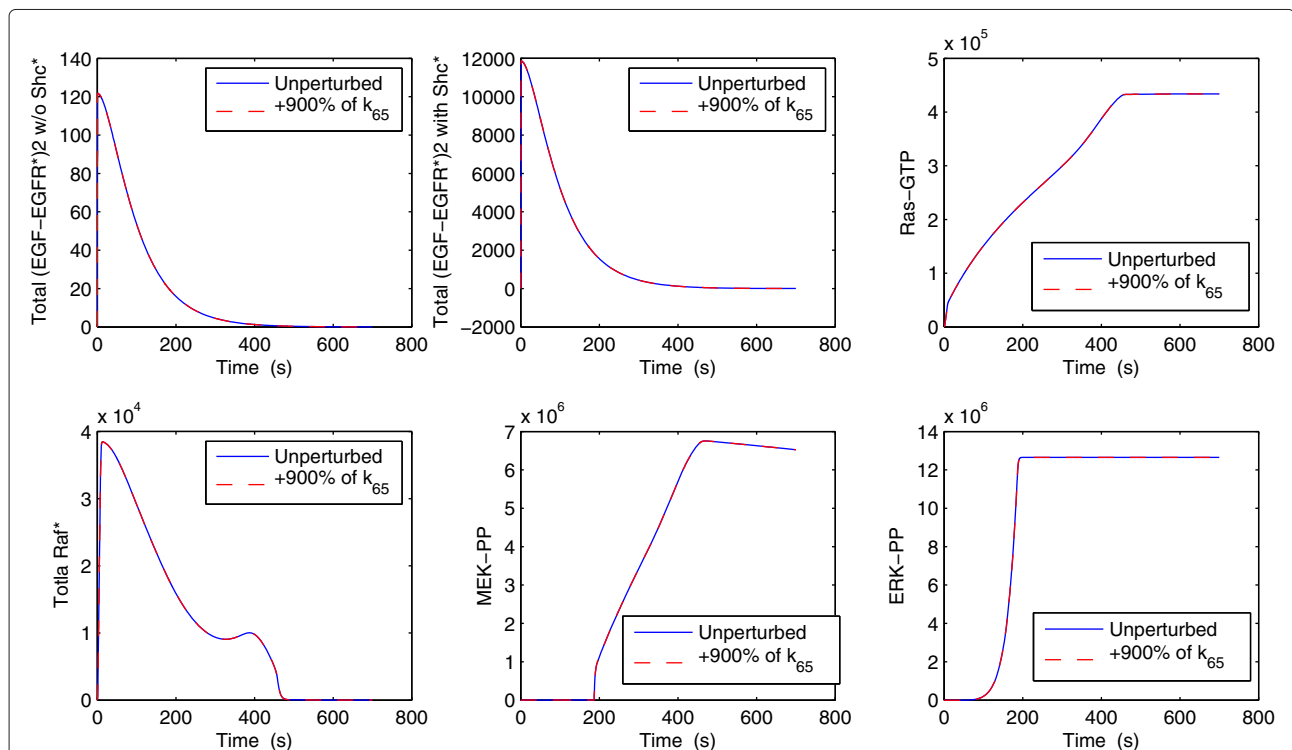 Total (EGF−EGFR*)2 w/o Shc*
140
120
100
80
60
40
20
0
0 200 400 600 800
Time (s)
Unperturbed
+900% of k65
Total (EGF−EGFR*)2 with Shc*
12000
10000
8000
6000
4000
2000
0
−2000
0 200 400 600 800
Time (s)
Unperturbed
+900% of k65
x 10^5
Ras−GTP
5
4
3
2
1
0
0 200 400 600 800
Time (s)
Unperturbed
+900% of k65
x 10^4
Totla Raf*
4
3
2
1
0
0 200 400 600 800
Time (s)
Unperturbed
+900% of k65
x 10^6
MEK−PP
7
6
5
4
3
2
1
0
0 200 400 600 800
Time (s)
Unperturbed
+900% of k65
x 10^6
ERK−PP
14
12
10
8
6
4
2
0
0 200 400 600 800
Time (s)
Unperturbed
+900% of k65